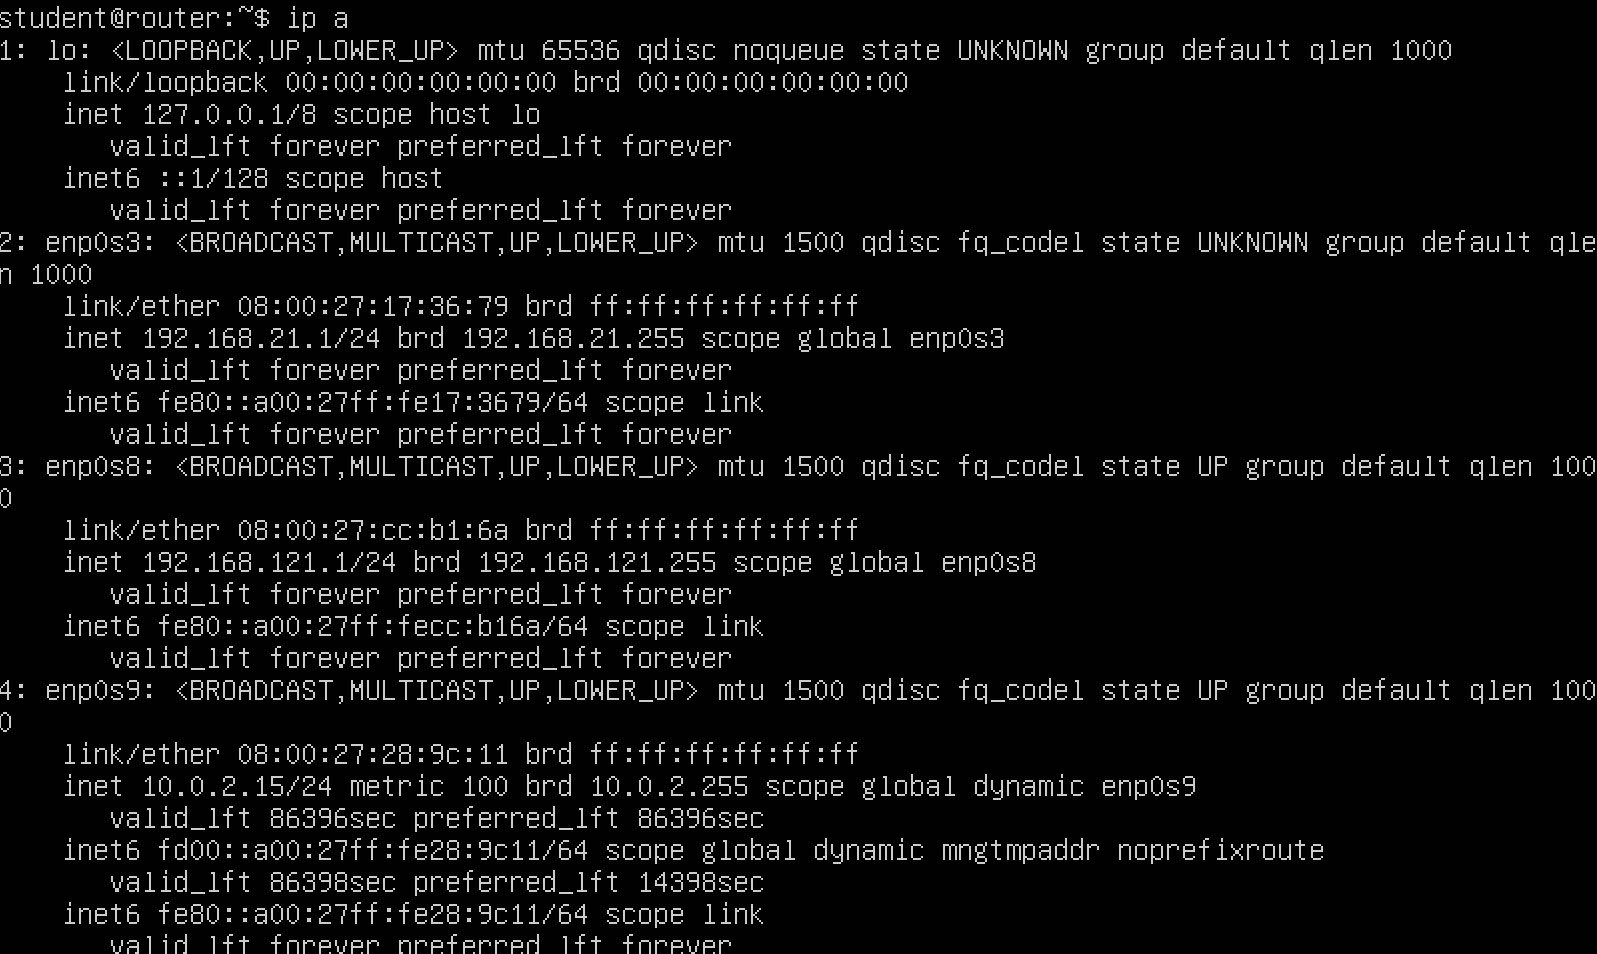 student@router:~$ ip a
1: lo: <LOOPBACK,UP,LOWER_UP> mtu 65536 qdisc noqueue state UNKNOWN group default qlen 1000
    link/loopback 00:00:00:00:00:00 brd 00:00:00:00:00:00
    inet 127.0.0.1/8 scope host lo
       valid_lft forever preferred_lft forever
    inet6 ::1/128 scope host
       valid_lft forever preferred_lft forever
2: enp0s3: <BROADCAST,MULTICAST,UP,LOWER_UP> mtu 1500 qdisc fq_codel state UNKNOWN group default qle
n 1000
    link/ether 08:00:27:17:36:79 brd ff:ff:ff:ff:ff:ff
    inet 192.168.21.1/24 brd 192.168.21.255 scope global enp0s3
       valid_lft forever preferred_lft forever
    inet6 fe80::a00:27ff:fe17:3679/64 scope link
       valid_lft forever preferred_lft forever
3: enp0s8: <BROADCAST,MULTICAST,UP,LOWER_UP> mtu 1500 qdisc fq_codel state UP group default qlen 100
0
    link/ether 08:00:27:cc:b1:6a brd ff:ff:ff:ff:ff:ff
    inet 192.168.121.1/24 brd 192.168.121.255 scope global enp0s8
       valid_lft forever preferred_lft forever
    inet6 fe80::a00:27ff:fecc:b16a/64 scope link
       valid_lft forever preferred_lft forever
4: enp0s9: <BROADCAST,MULTICAST,UP,LOWER_UP> mtu 1500 qdisc fq_codel state UP group default qlen 100
0
    link/ether 08:00:27:28:9c:11 brd ff:ff:ff:ff:ff:ff
    inet 10.0.2.15/24 metric 100 brd 10.0.2.255 scope global dynamic enp0s9
       valid_lft 86396sec preferred_lft 86396sec
    inet6 fd00::a00:27ff:fe28:9c11/64 scope global dynamic mngtmpaddr noprefixroute
       valid_lft 86398sec preferred_lft 14398sec
    inet6 fe80::a00:27ff:fe28:9c11/64 scope link
       valid_lft forever preferred_lft forever